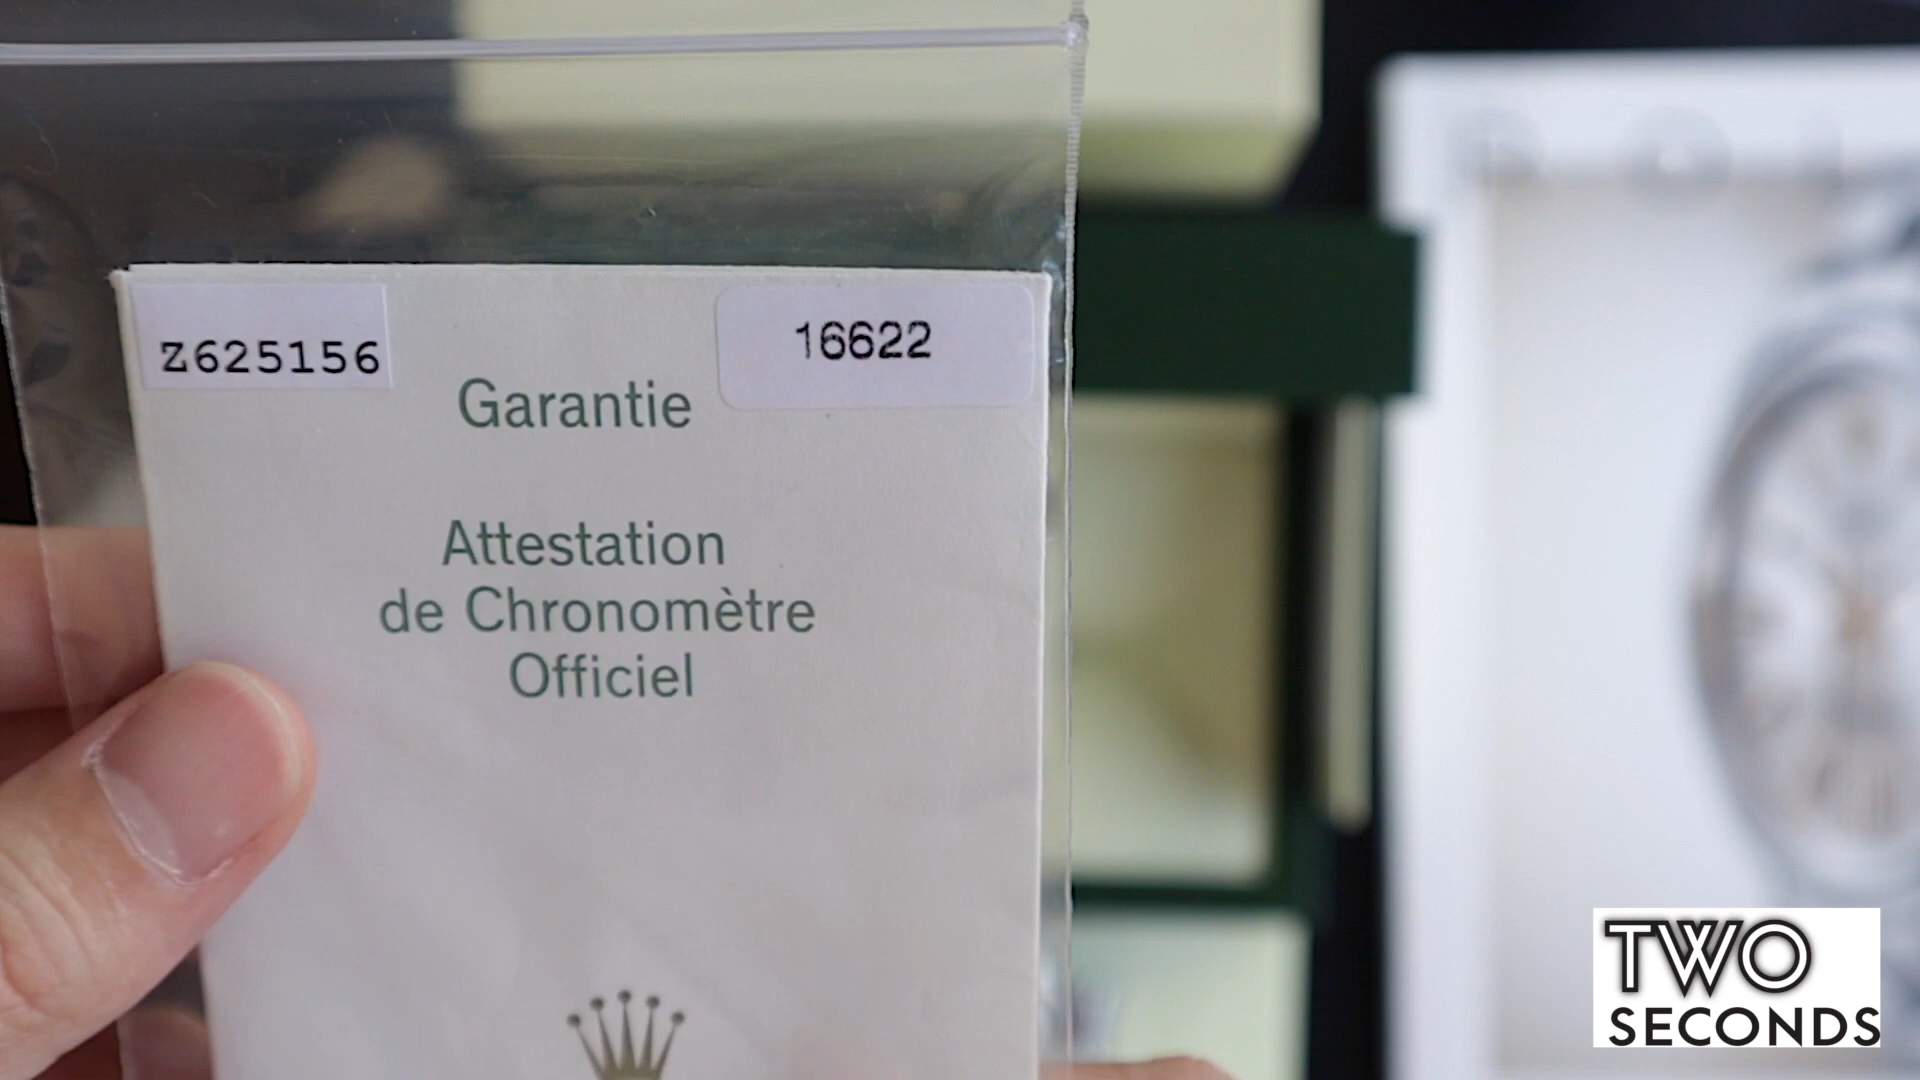 Z625156
16622
Garantie
Attestation
de Chronomètre
Officiel
TWO
SECONDS